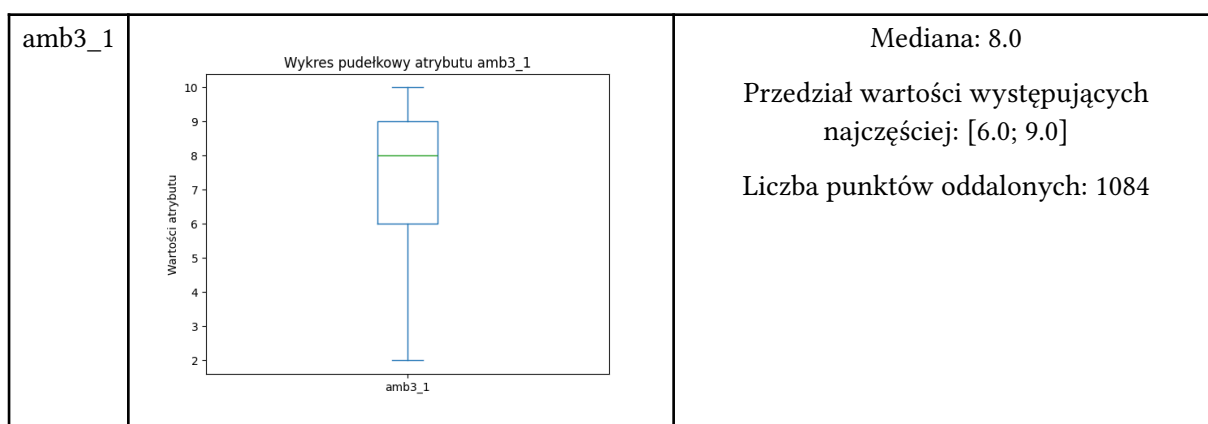 amb3_1
Wykres pudełkowy atrybutu amb3_1
Wartości atrybutu
10
9
8
7
6
5
4
3
2
amb3_1
Mediana: 8.0
Przedział wartości występujących
najczęściej: [6.0; 9.0]
Liczba punktów oddalonych: 1084